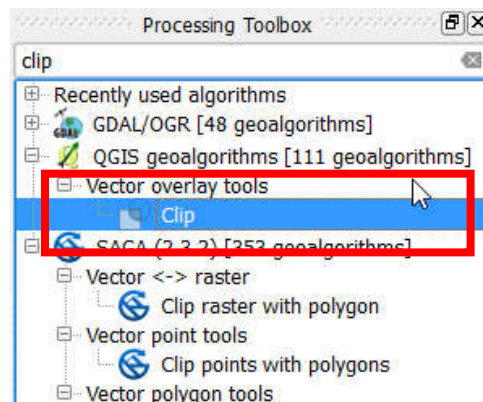 Processing Toolbox
clip
Recently used algorithms
GDAL/OGR [48 geoalgorithms]
QGIS geoalgorithms [111 geoalgorithms]
Vector overlay tools
Clip
SAGA (2.3.2) [353 geoalgorithms]
Vector <-> raster
Clip raster with polygon
Vector point tools
Clip points with polygons
Vector polygon tools